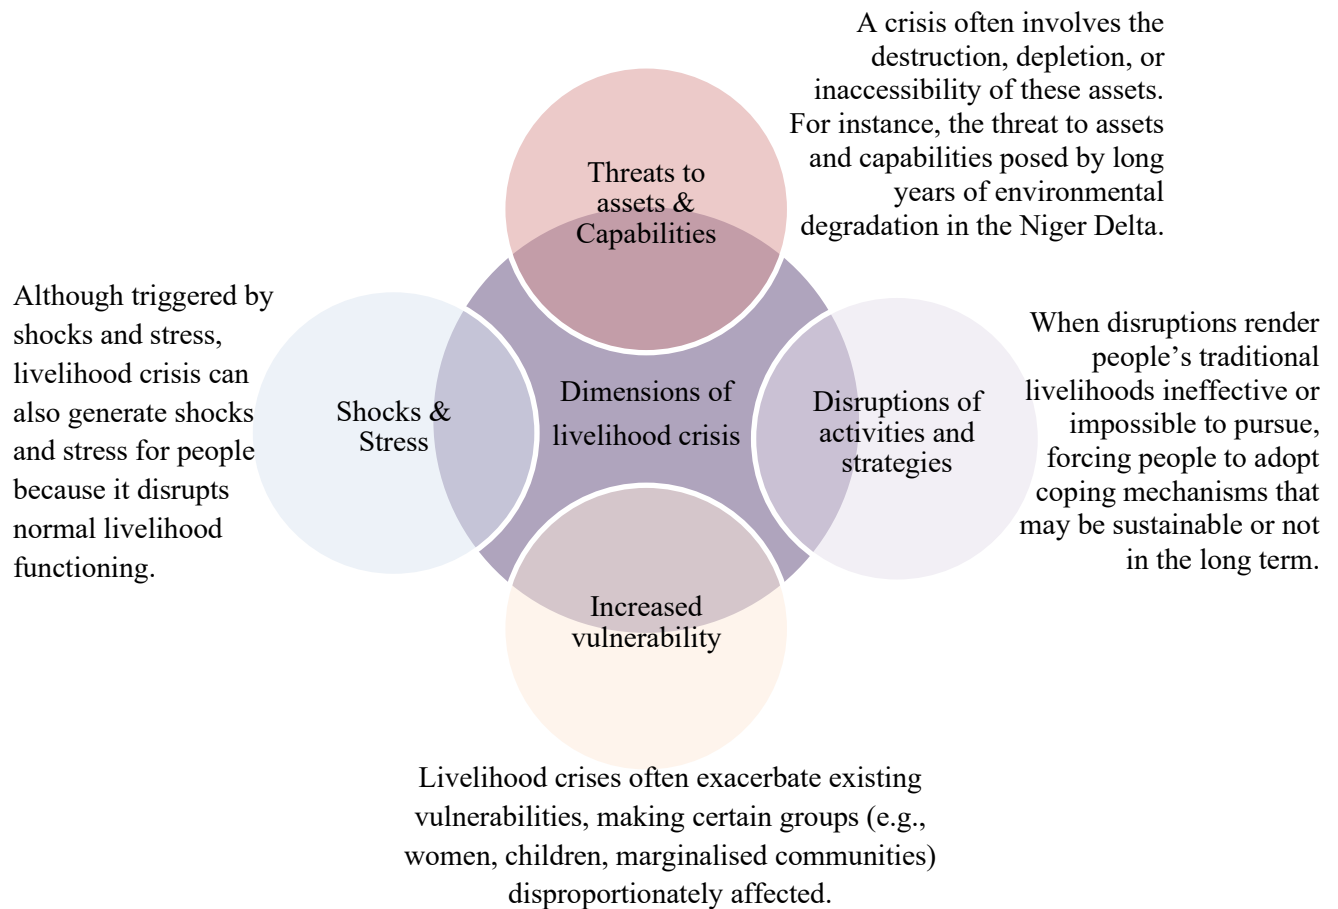 A crisis often involves the
destruction, depletion, or
inaccessibility of these assets.
For instance, the threat to assets
and capabilities posed by long
years of environmental
degradation in the Niger Delta.
Threats to
assets &
Capabilities
Although triggered by
shocks and stress,
livelihood crisis can
also generate shocks
and stress for people
because it disrupts
normal livelihood
functioning.
Shocks &
Stress
Dimensions of
livelihood crisis
Disruptions of
activities and
strategies
When disruptions render
people’s traditional
livelihoods ineffective or
impossible to pursue,
forcing people to adopt
coping mechanisms that
may be sustainable or not
in the long term.
Increased
vulnerability
Livelihood crises often exacerbate existing
vulnerabilities, making certain groups (e.g.,
women, children, marginalised communities)
disproportionately affected.